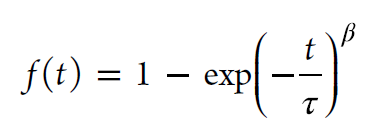 f(t) = 1 − exp(−t/τ)^β